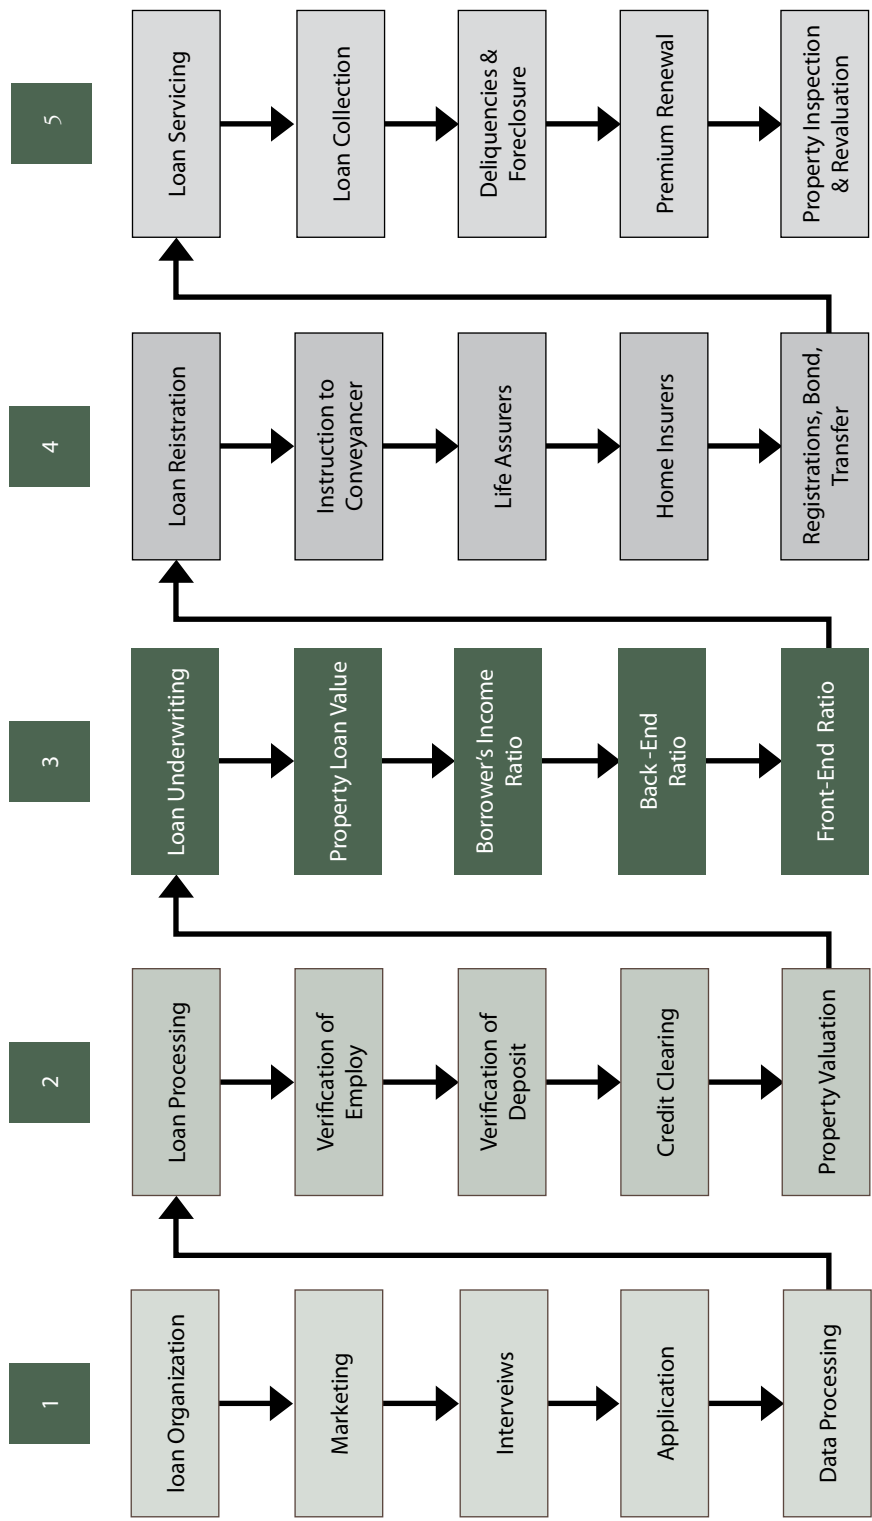 1
loan Organization
Marketing
Interveiws
Application
Data Processing
2
Loan Processing
Verification of
Employ
Verification of
Deposit
Credit Clearing
Property Valuation
3
Loan Underwriting
Property Loan Value
Borrower's Income
Ratio
Back -End
Ratio
Front-End Ratio
4
Loan Reistration
Instruction to
Conveyancer
Life Assurers
Home Insurers
Registrations, Bond,
Transfer
5
Loan Servicing
Loan Collection
Deliquencies &
Foreclosure
Premium Renewal
Property Inspection
& Revaluation